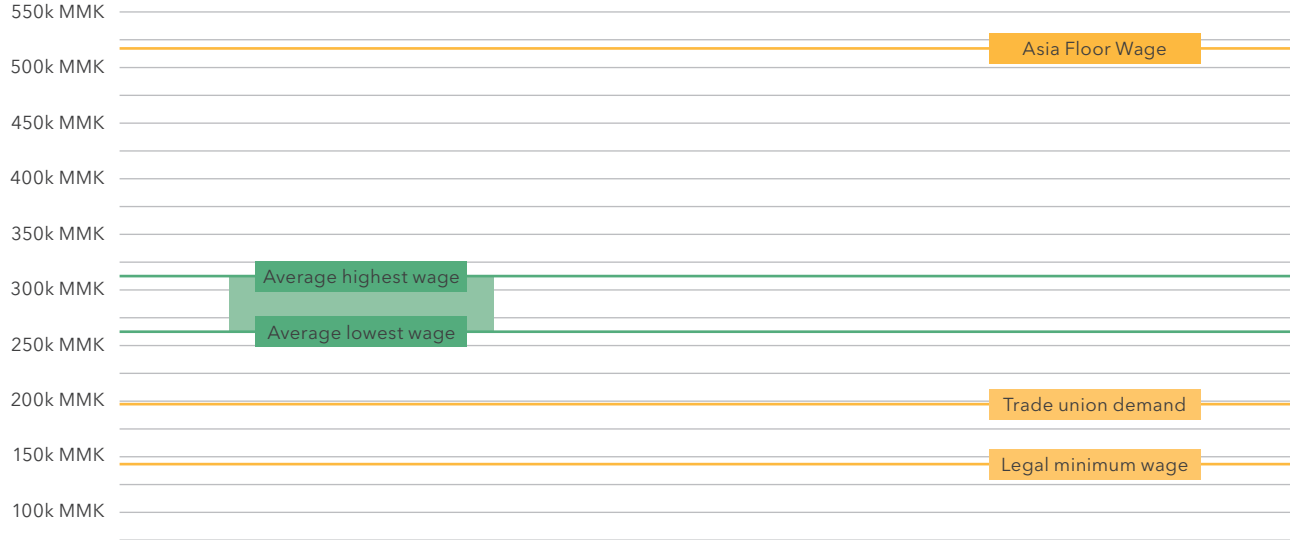 550k MMK
Asia Floor Wage
500k MMK
450k MMK
400k MMK
350k MMK
Average highest wage
300k MMK
Average lowest wage
250k MMK
200k MMK
Trade union demand
150k MMK
Legal minimum wage
100k MMK